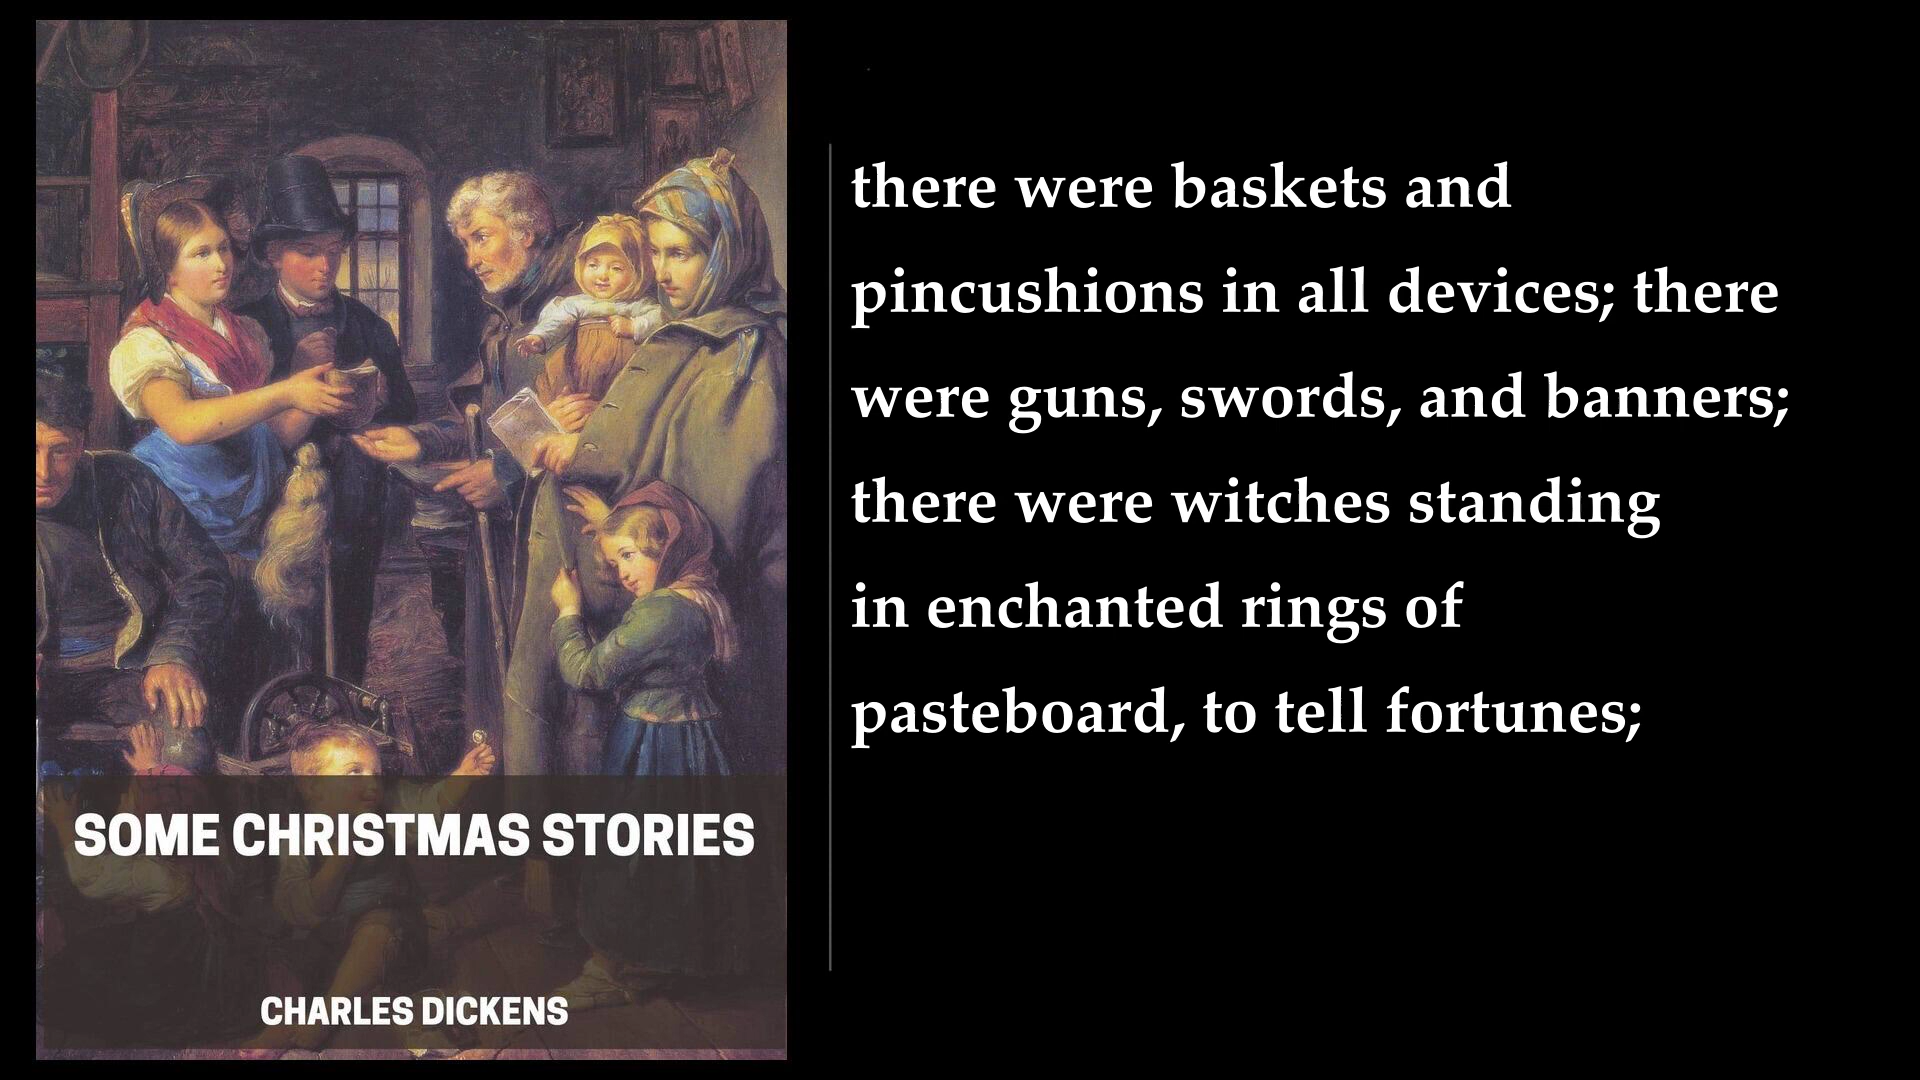 SOME CHRISTMAS STORIES
CHARLES DICKENS
there were baskets and
pincushions in all devices; there
were guns, swords, and banners;
there were witches standing
in enchanted rings of
pasteboard, to tell fortunes;